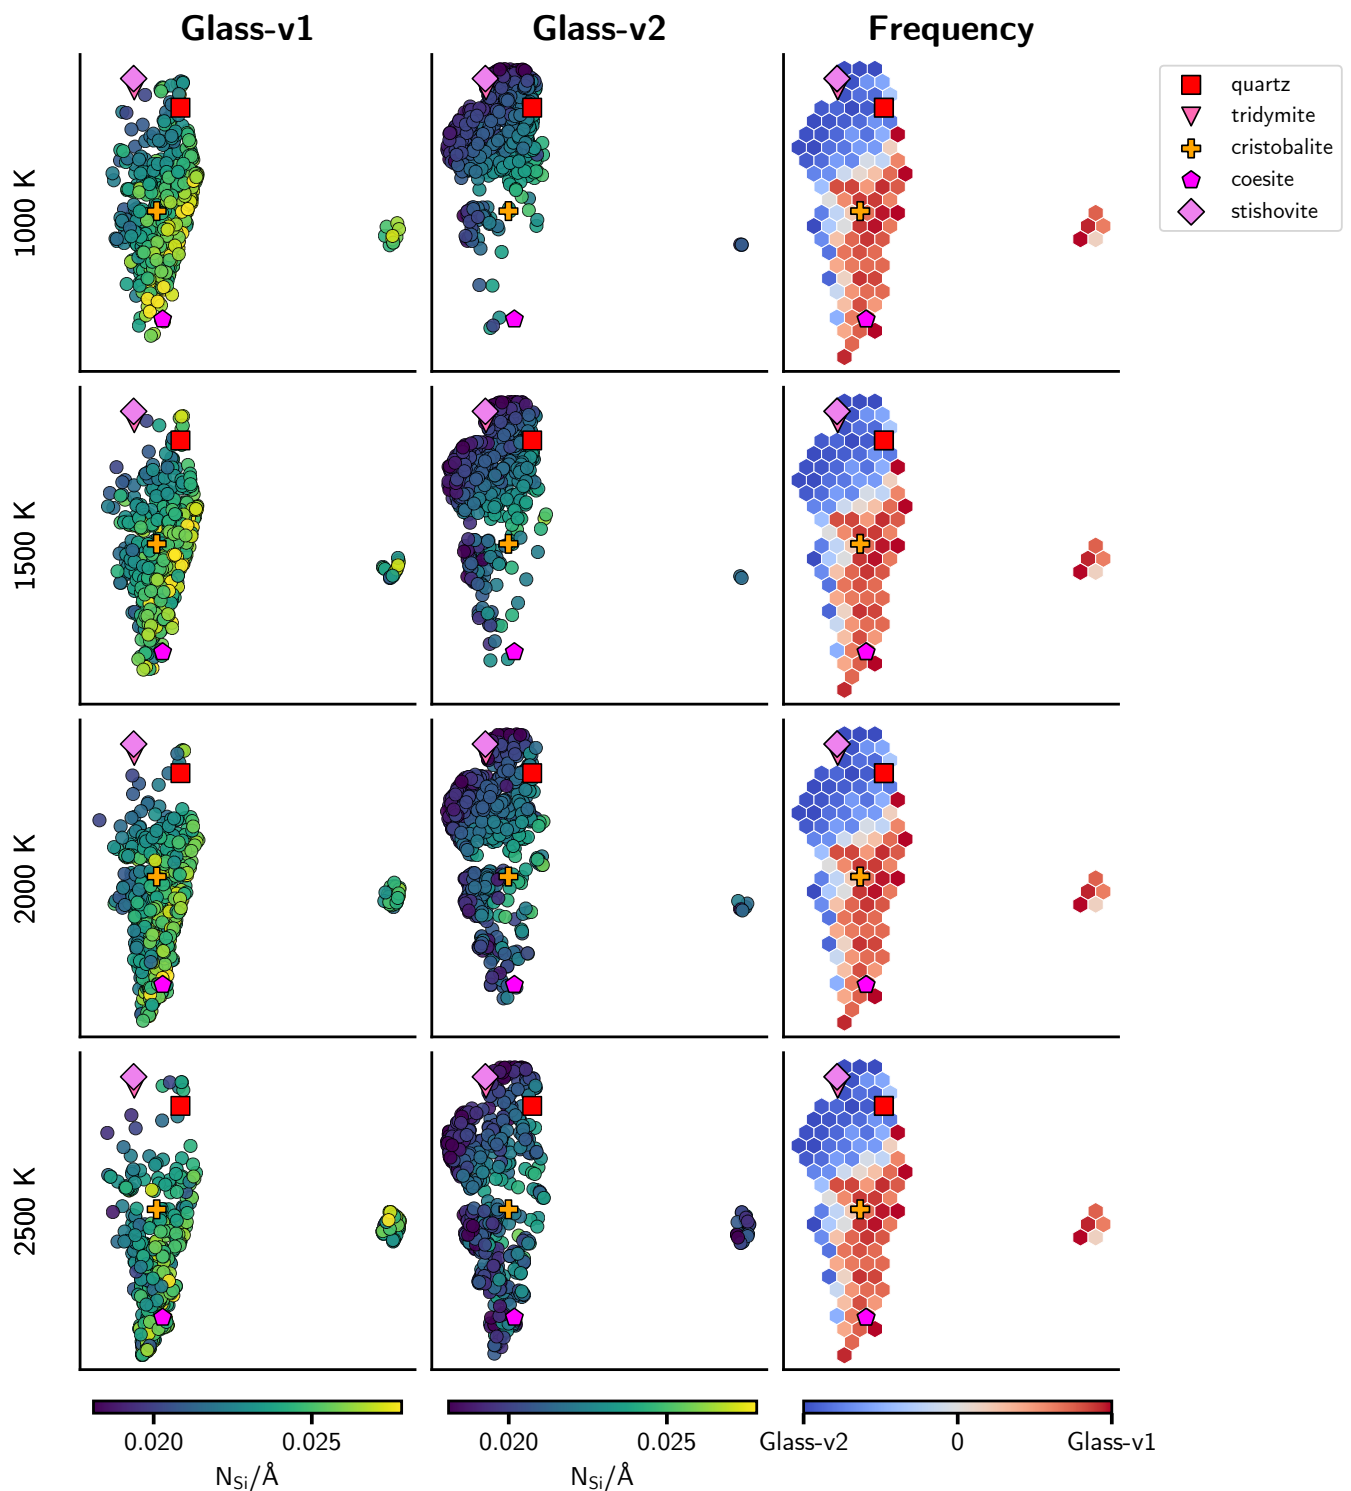 Glass-v1 Glass-v2 Frequency
quartz
tridymite
cristobalite
coesite
stishovite
1000 K
1500 K
2000 K
2500 K
0.020 0.025 0.020 0.025 Glass-v2 0 Glass-v1
N_Si/Å N_Si/Å